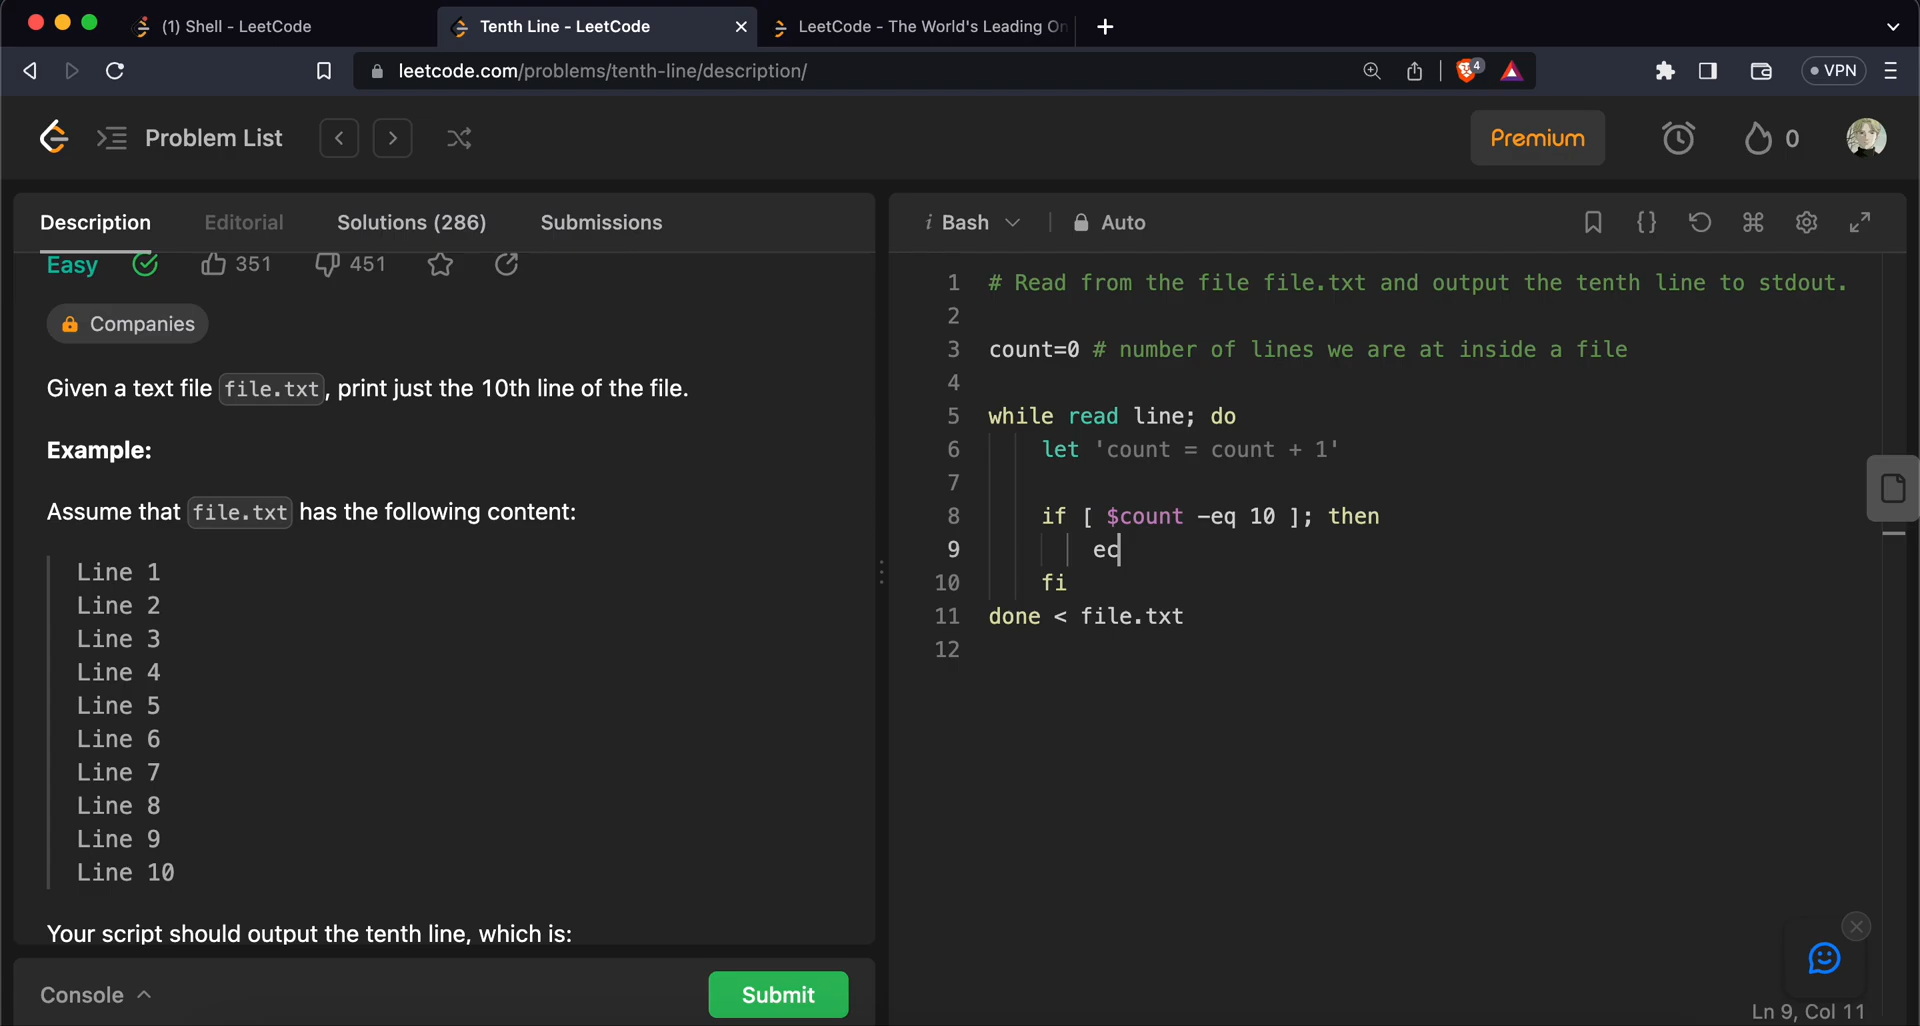 (1) Shell - LeetCode
Tenth Line - LeetCode
LeetCode - The World's Leading On
leetcode.com/problems/tenth-line/description/
4
VPN
Problem List
Premium
0
Description
Editorial
Solutions (286)
Submissions
Easy
351
451
Companies
Given a text file file.txt, print just the 10th line of the file.
Example:
Assume that file.txt has the following content:
Line 1
Line 2
Line 3
Line 4
Line 5
Line 6
Line 7
Line 8
Line 9
Line 10
Your script should output the tenth line, which is:
Console
Submit
i Bash
Auto
1 # Read from the file file.txt and output the tenth line to stdout.
2
3 count=0 # number of lines we are at inside a file
4
5 while read line; do
6 let 'count = count + 1'
7
8 if [ $count -eq 10 ]; then
9 ec
10 fi
11 done < file.txt
12
Ln 9, Col 11